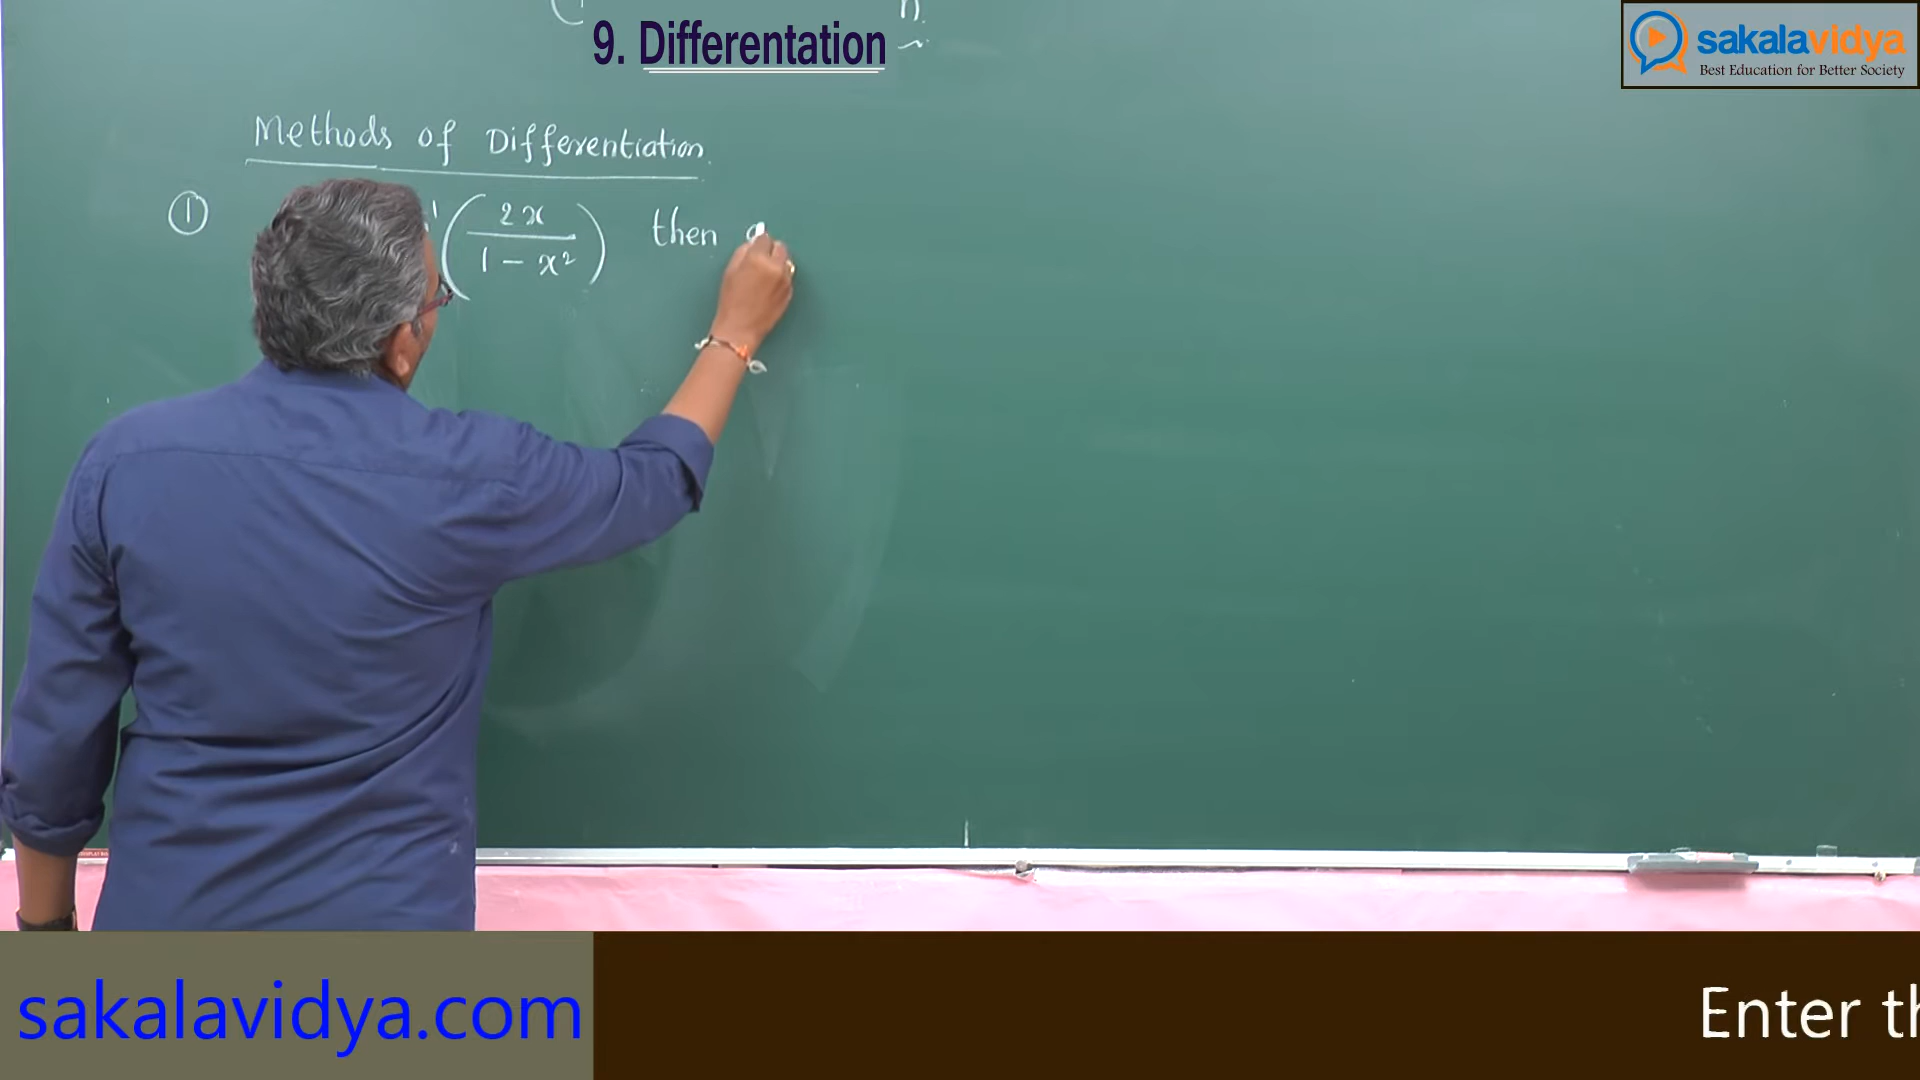 9. Differentation
sakalavidya
Best Education for Better Society
Methods of Differentiation
① ( 2x / 1 - x² ) then
sakalavidya.com
Enter